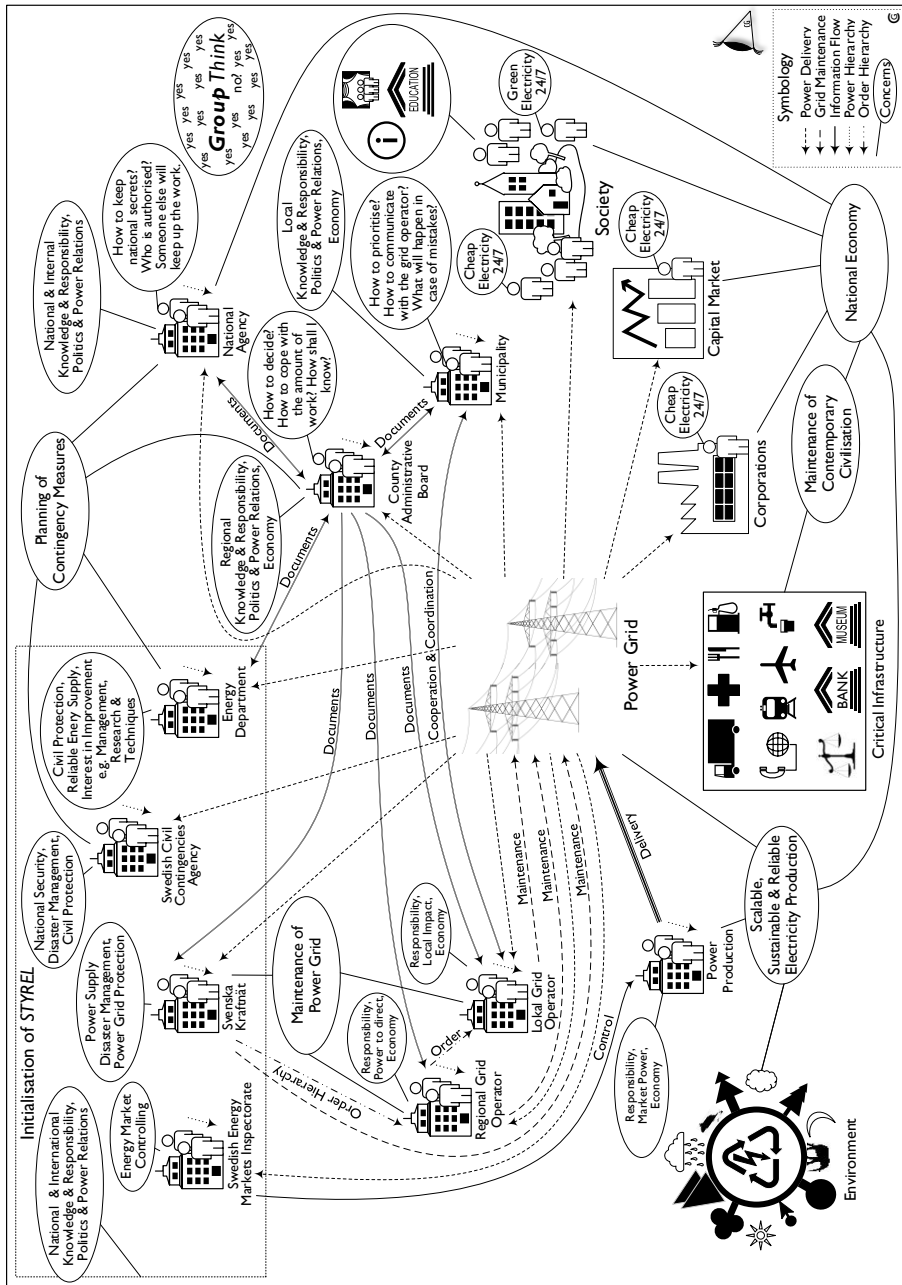 Initialisation of STYREL
National & International
Knowledge & Responsibility,
Politics & Power Relations
Energy Market
Controlling
Swedish Energy
Markets Inspectorate
Power Supply
Disaster Management,
Power Grid Protection
Svenska
Krafnät
National Security,
Disaster Management,
Civil Protection
Swedish Civil
Contingencies
Agency
Civil Protection,
Reliable Enery Supply,
Interest in Improvement
e.g. Management,
Research &
Techniques
Energy
Department
Planning of
Contingency Measures
National & Internal
Knowledge & Responsibility,
Politics & Power Relations
National
Agency
How to keep
national secrets?
Who is authorised?
Someone else will
keep up the work.
yes yes yes yes
yes yes yes yes
yes yes
Group Think
yes yes no? yes yes
yes yes yes yes
Documents
Regional
Knowledge & Responsibility,
Politics & Power Relations,
Economy
Documents
County
Administrative
Board
How to decide?
How to cope with
the amount of
work? How shall I
know?
Documents
Local
Knowledge & Responsibility,
Politics & Power Relations,
Economy
Municipality
How to prioritise?
How to communicate
with the grid operator?
What will happen in
case of mistakes?
EDUCATION
Documents
Documents
Documents
Cooperation & Coordination
Maintenance of
Power Grid
Order Hierarchy
Responsibility,
Power to direct,
Economy
Regional Grid
Operator
Order
Responsibility,
Local Impact,
Economy
Lokal Grid
Operator
Maintenance
Maintenance
Maintenance
Control
Delivery
Power Grid
Cheap
Electricity
24/7
Green
Electricity
24/7
Society
Cheap
Electricity
24/7
Capital Market
Cheap
Electricity
24/7
Corporations
Responsibility,
Market Power,
Economy
Power
Production
Environment
Scalable,
Sustainable & Reliable
Electricity Production
BANK
MUSEUM
Critical Infrastructure
Maintenance of
Contemporary
Civilisation
National Economy
Symbology
Power Delivery
Grid Maintenance
Information Flow
Power Hierarchy
Order Hierarchy
Concerns